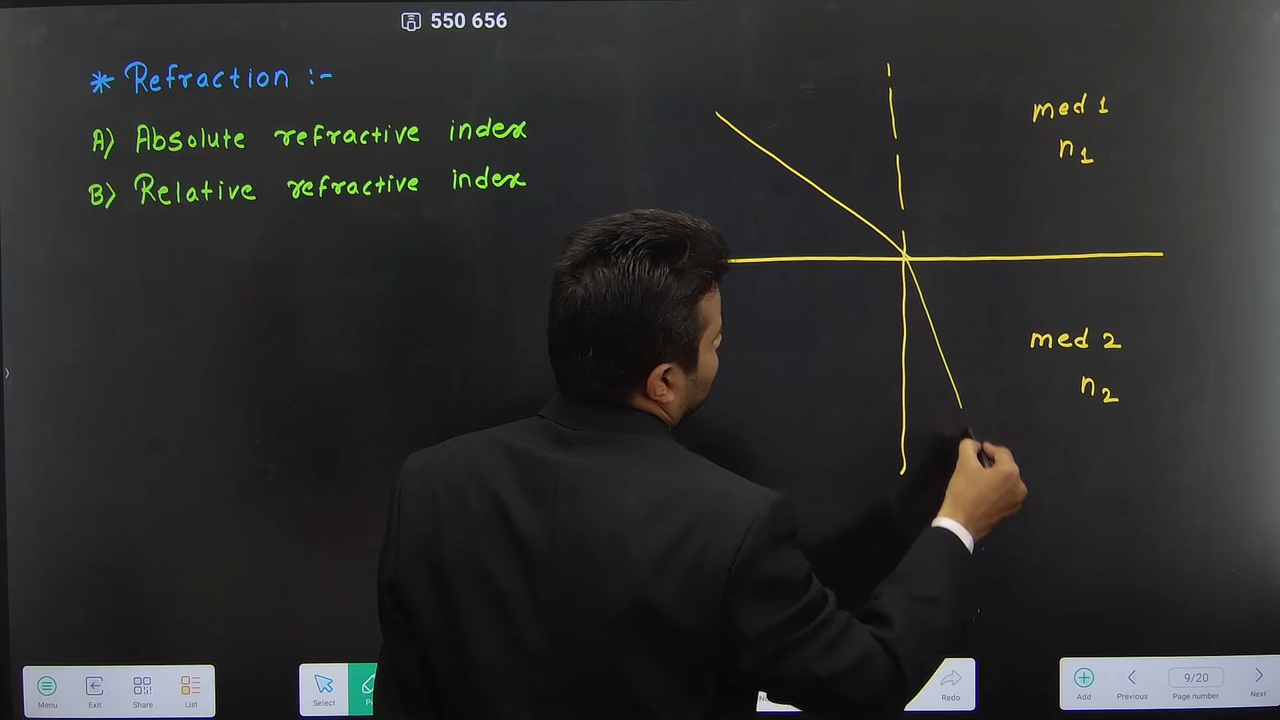 550 656
* Refraction :-
A) Absolute refractive index
B) Relative refractive index
med 1
n1
med 2
n2
Menu
Exit
Share
List
Select
Redo
Add
Previous
9/20
Page number
Next